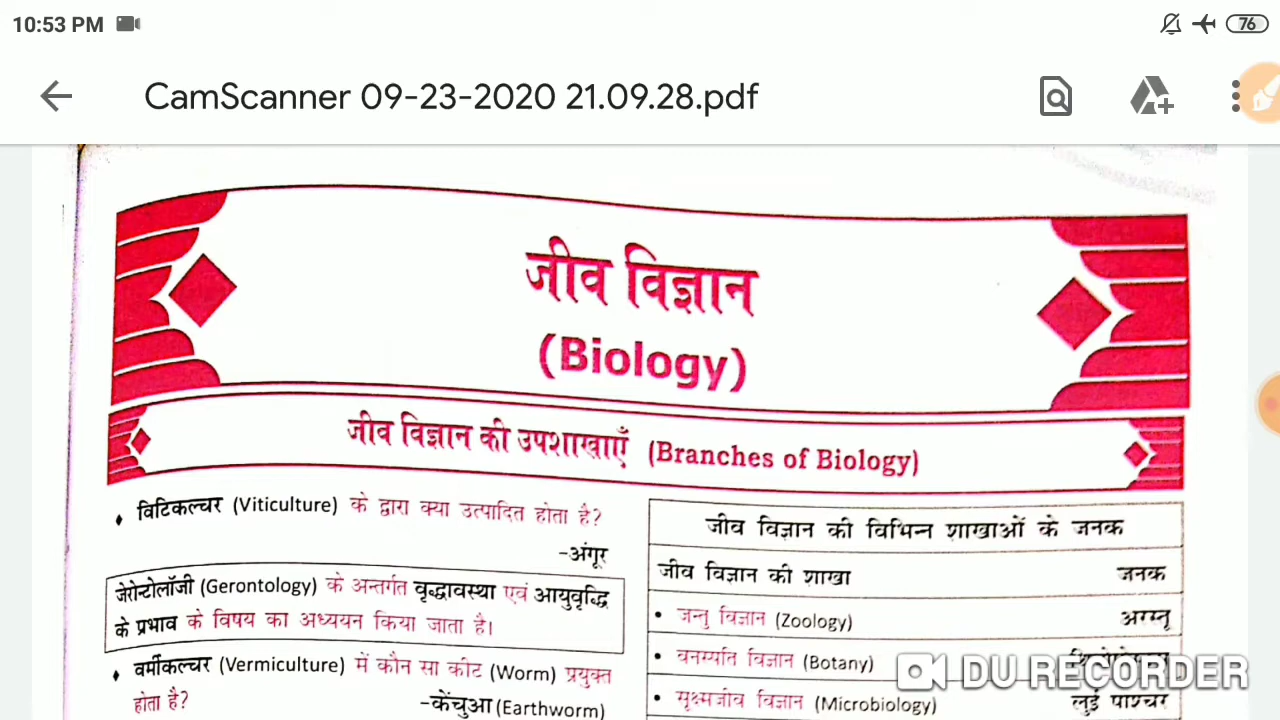 10:53 PM
76
CamScanner 09-23-2020 21.09.28.pdf
जीव विज्ञान
(Biology)
जीव विज्ञान की उपशाखाएँ (Branches of Biology)
♦ विटिकल्चर (Viticulture) के द्वारा क्या उत्पादित होता है?
-अंगूर
जेरोन्टोलॉजी (Gerontology) के अन्तर्गत वृद्धावस्था एवं आयुवृद्धि
के प्रभाव के विषय का अध्ययन किया जाता है।
♦ वर्मीकल्चर (Vermiculture) में कौन सा कीट (Worm) प्रयुक्त
होता है?
-केंचुआ (Earthworm)
जीव विज्ञान की विभिन्न शाखाओं के जनक
जीव विज्ञान की शाखा जनक
• जन्तु विज्ञान (Zoology) अरस्तू
• वनस्पति विज्ञान (Botany)
• सूक्ष्मजीव विज्ञान (Microbiology) लुई पाश्चर
DU RECORDER